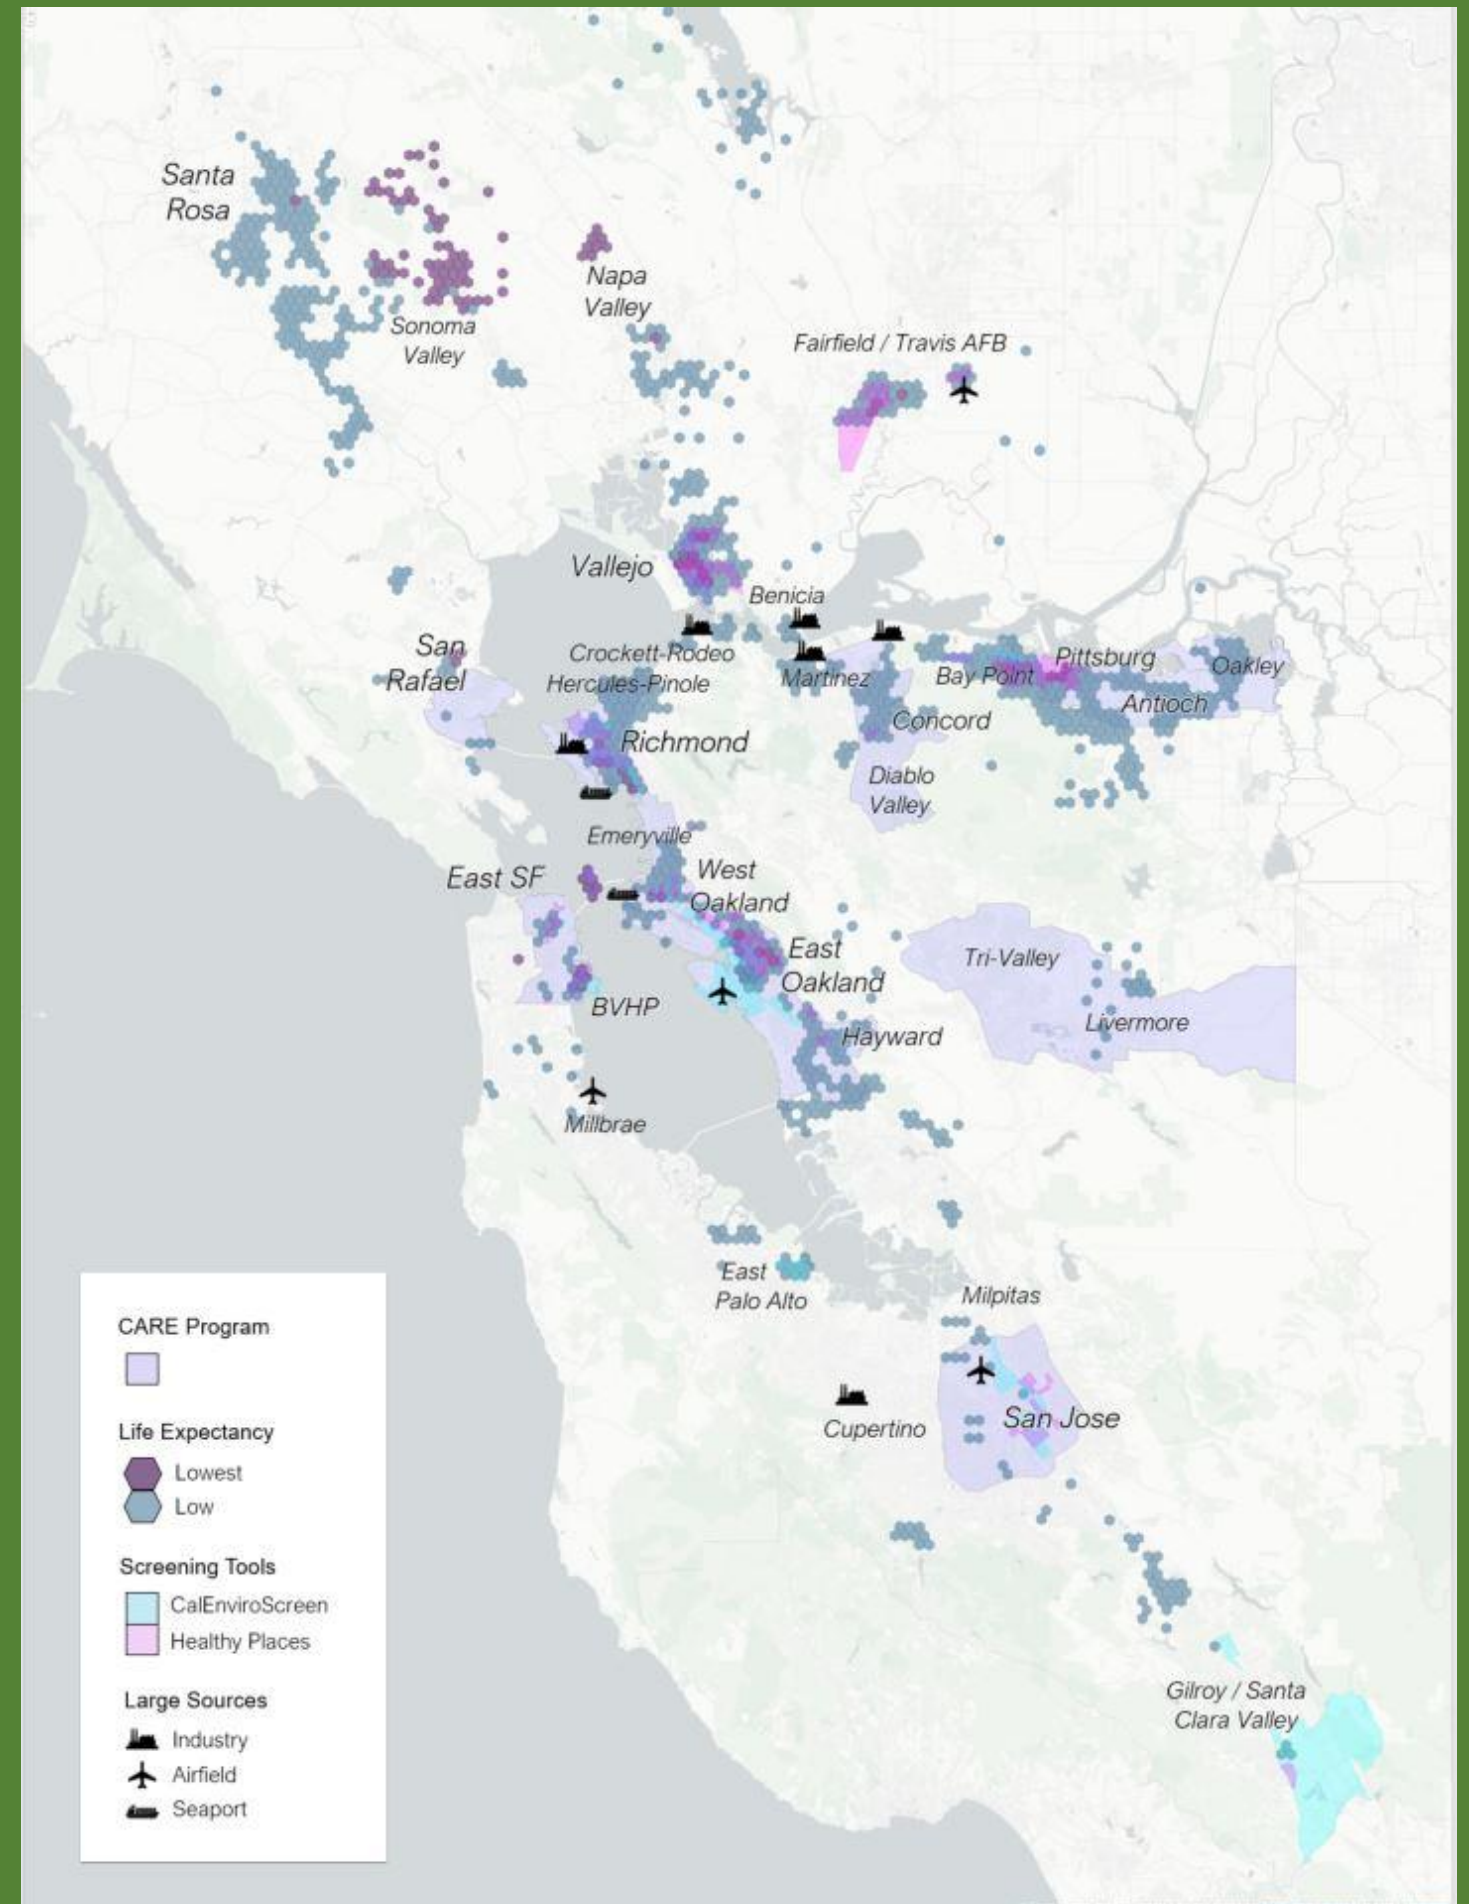 Santa
Rosa
Napa
Valley
Sonoma
Valley
Fairfield / Travis AFB
Vallejo
Benicia
San
Rafael
Crockett-Rodeo
Hercules-Pinole
Martinez
Bay Point
Pittsburg
Oakley
Antioch
Concord
Richmond
Diablo
Valley
Emeryville
East SF
West
Oakland
East
Oakland
Tri-Valley
BVHP
Livermore
Hayward
Millbrae
East
Palo Alto
Milpitas
Cupertino
San Jose
Gilroy / Santa
Clara Valley
CARE Program
Life Expectancy
Lowest
Low
Screening Tools
CalEnviroScreen
Healthy Places
Large Sources
Industry
Airfield
Seaport